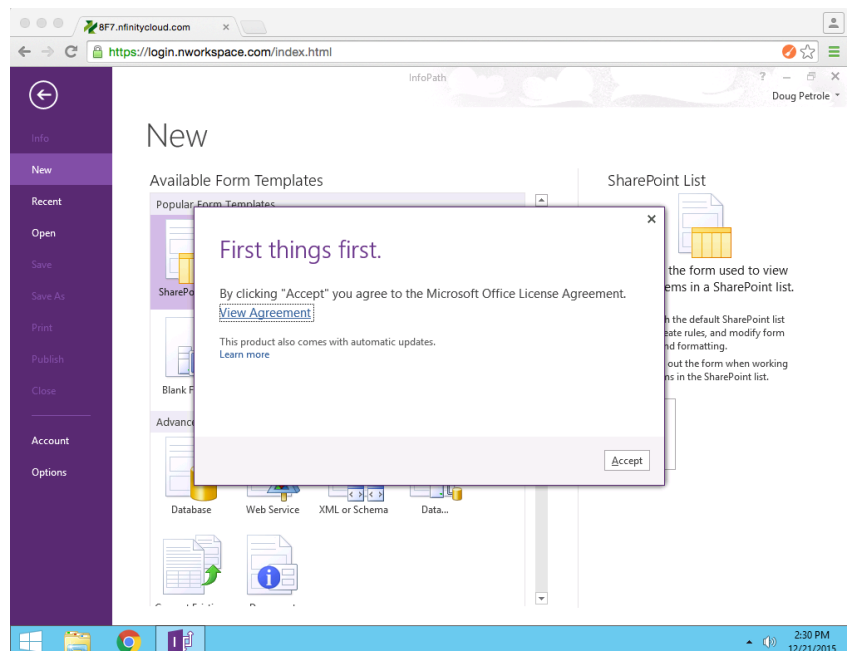 8F7.nfinitycloud.com
https://login.nworkspace.com/index.html
InfoPath
Doug Petrole
Info
New
Recent
Open
Save
Save As
Print
Publish
Close
Account
Options
New
Available Form Templates
Popular Form Templates
SharePo
Blank F
Advanc
Database
Web Service
XML or Schema
Data...
First things first.
By clicking "Accept" you agree to the Microsoft Office License Agreement.
View Agreement
This product also comes with automatic updates.
Learn more
Accept
SharePoint List
the form used to view
ems in a SharePoint list.
h the default SharePoint list
eate rules, and modify form
nd formatting.
out the form when working
ns in the SharePoint list.
2:30 PM
12/21/2015